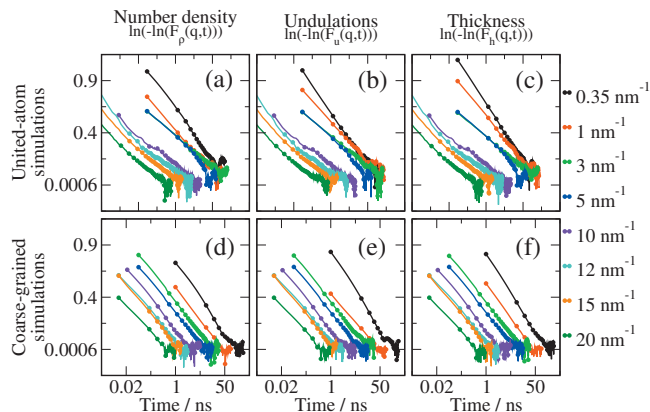 Number density
ln(-ln(Fρ(q,t)))
Undulations
ln(-ln(Fu(q,t)))
Thickness
ln(-ln(Fh(q,t)))
United-atom
simulations
0.9
0.4
0.0006
(a)
(b)
(c)
0.35 nm⁻¹
1 nm⁻¹
3 nm⁻¹
5 nm⁻¹
10 nm⁻¹
12 nm⁻¹
15 nm⁻¹
20 nm⁻¹
Coarse-grained
simulations
0.9
0.4
0.0006
(d)
(e)
(f)
0.02 1 50
0.02 1 50
0.02 1 50
Time / ns
Time / ns
Time / ns